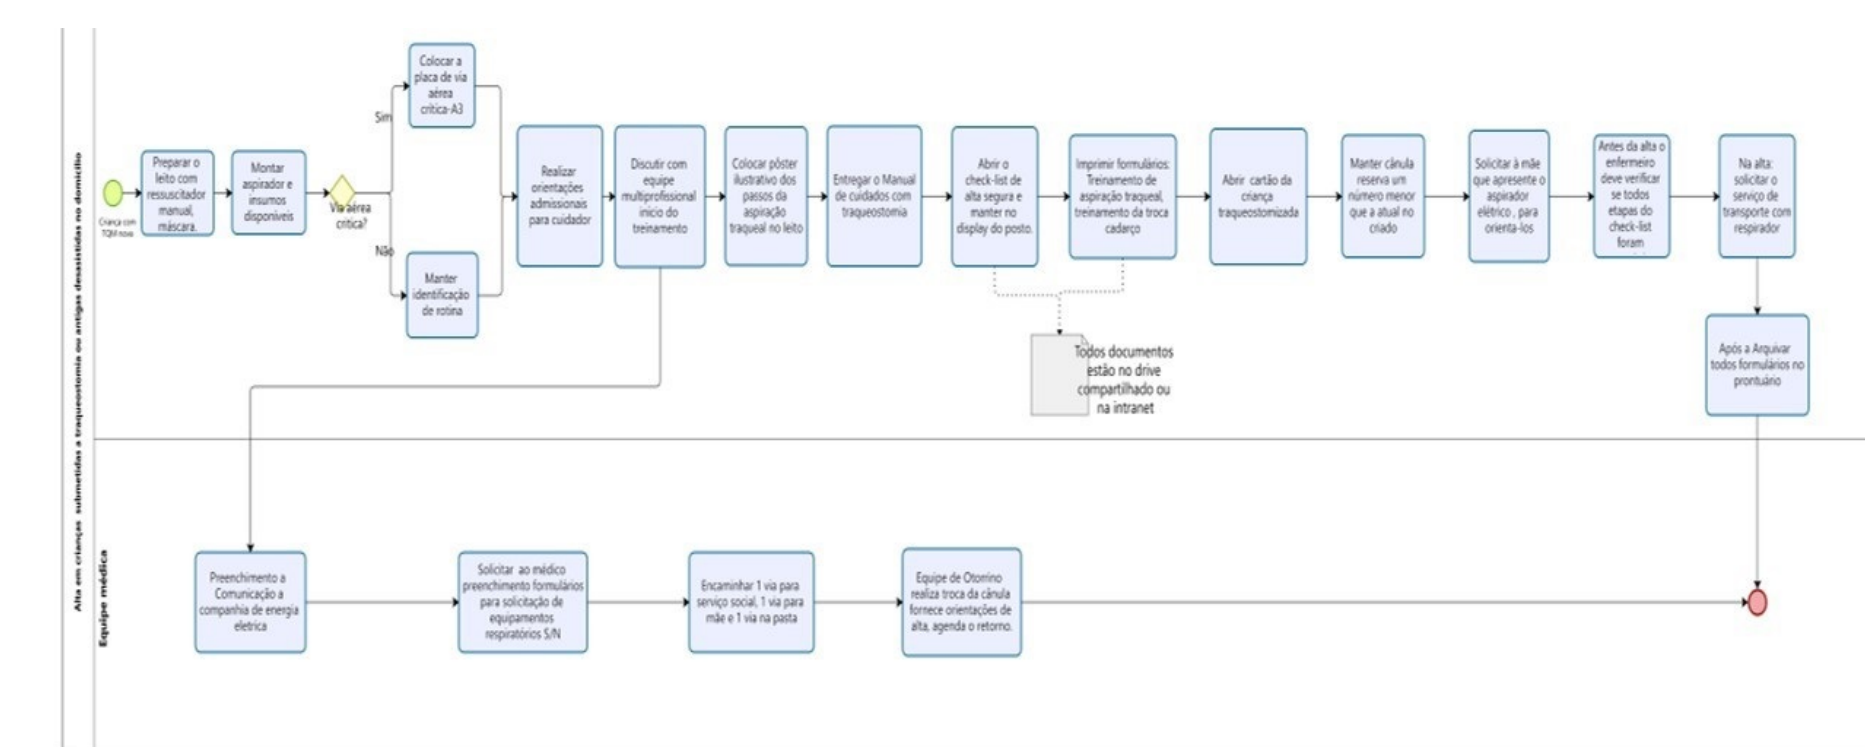 Alta em crianças submetidas a traqueostomia ou antigas desasistidas no domicílio
Criança com
TQM novo
Preparar o
leito com
ressuscitador
manual,
máscara.
Montar
aspirador e
insumos
disponiveis
Via aérea
critica?
Sim
Colocar a
placa de via
aérea
critica-A3
Não
Manter
identificação
de rotina
Realizar
orientações
admissionais
para cuidador
Discutir com
equipe
multiprofissional
inicio do
treinamento
Colocar pôster
ilustrativo dos
passos da
aspiração
traqueal no leito
Entregar o Manual
de cuidados com
traqueostomia
Abrir o
check-list de
alta segura e
manter no
display do posto.
Imprimir formulários:
Treinamento de
aspiração traqueal,
treinamento da troca
cadarço
Todos documentos
estão no drive
compartilhado ou
na intranet
Abrir cartão da
criança
traqueostomizada
Manter cânula
reserva um
número menor
que a atual no
criado
Solicitar à mãe
que apresente o
aspirador
elétrico , para
orienta-los
Antes da alta o
enfermeiro
deve verificar
se todos
etapas do
check-list
foram
Na alta:
solicitar o
serviço de
transporte com
respirador
Após a Arquivar
todos formulários no
prontuário
Equipe médica
Preenchimento a
Comunicação a
companhia de energia
eletrica
Solicitar ao médico
preenchimento formulários
para solicitação de
equipamentos
respiratórios S/N
Encaminhar 1 via para
serviço social, 1 via para
mãe e 1 via na pasta
Equipe de Otorrino
realiza troca da cânula
fornece orientações de
alta, agenda o retorno.